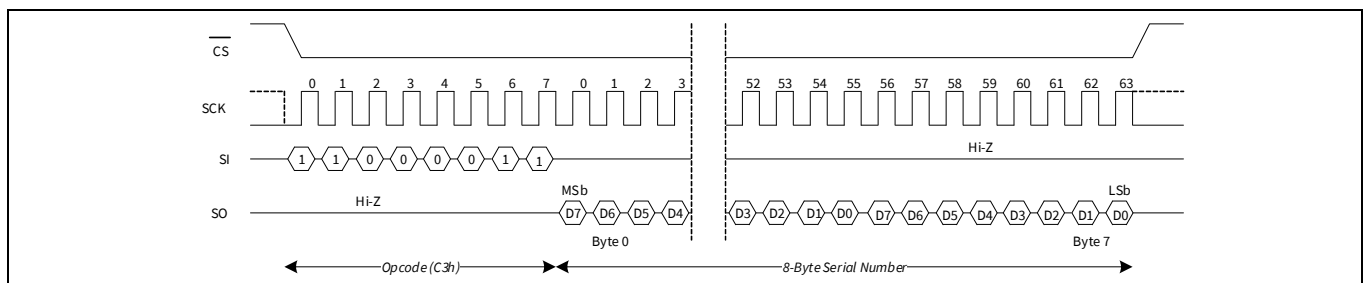 CS
0 1 2 3 4 5 6 7 0 1 2 3 52 53 54 55 56 57 58 59 60 61 62 63
SCK
Hi-Z
SI 1 1 0 0 0 0 1 1
MSb LSb
Hi-Z
SO D7 D6 D5 D4 D3 D2 D1 D0 D7 D6 D5 D4 D3 D2 D1 D0
Byte 0 Byte 7
Opcode (C3h) 8-Byte Serial Number